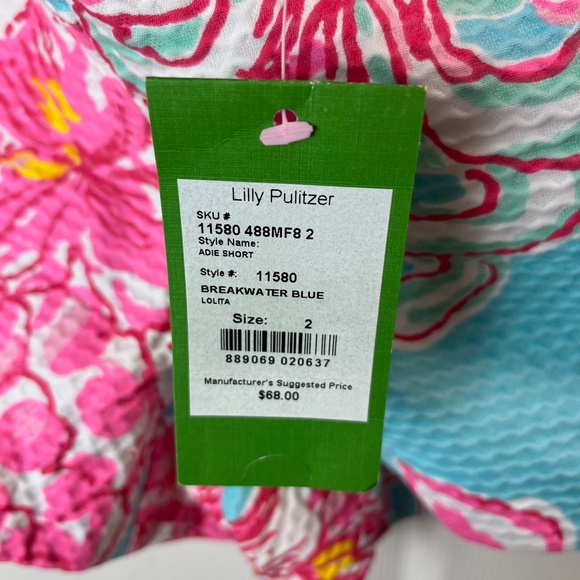 Lilly Pulitzer
SKU #
11580 488MF8 2
Style Name:
ADIE SHORT
Style #: 11580
BREAKWATER BLUE
LOLITA
Size: 2
889069 020637
Manufacturer's Suggested Price
$68.00